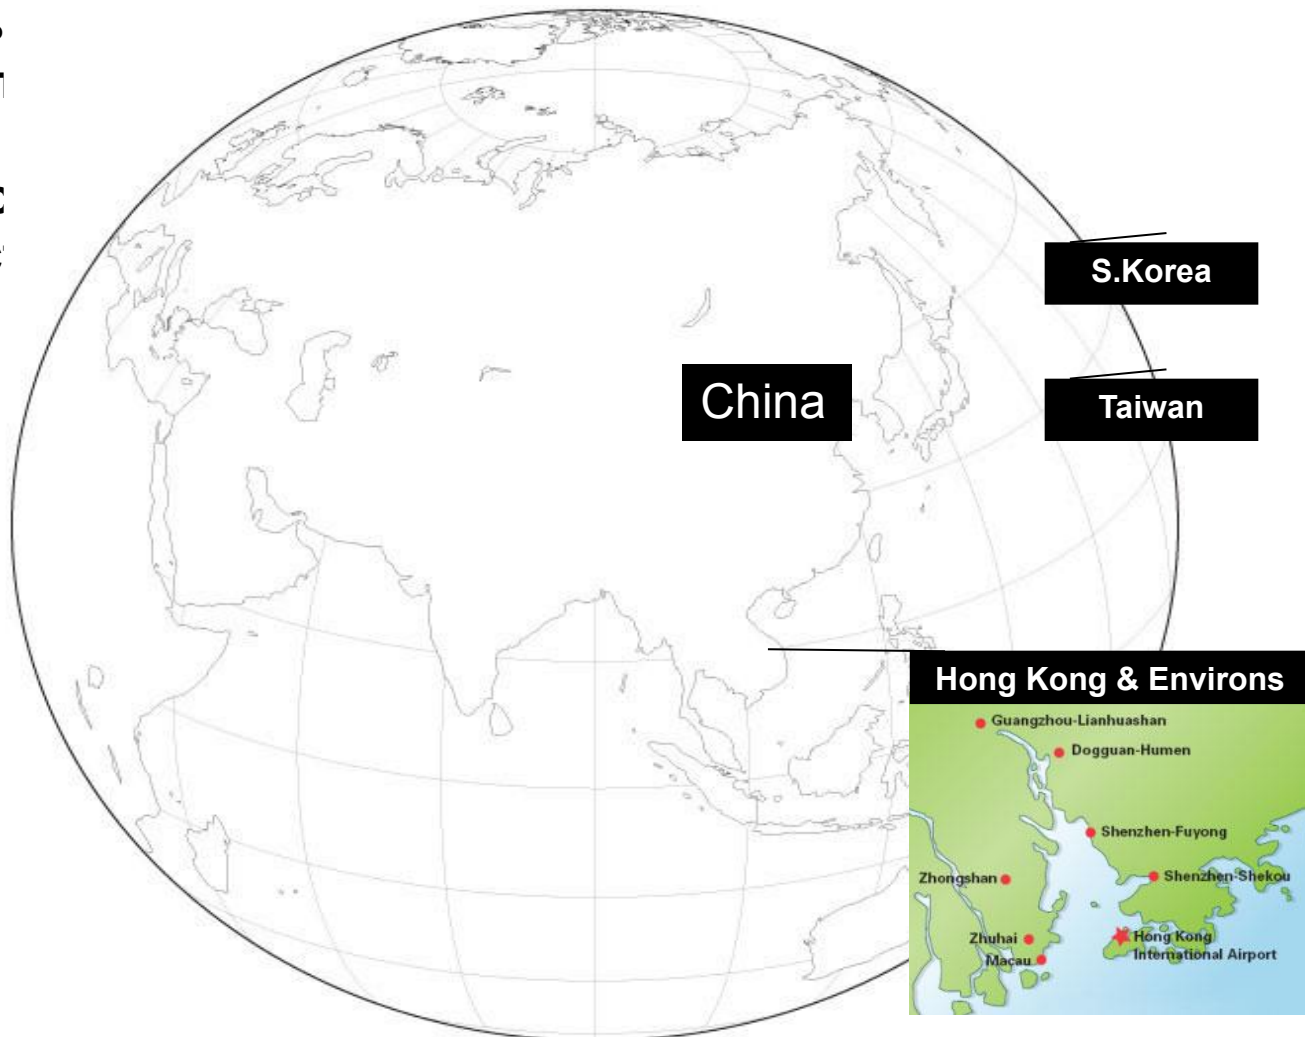 S.Korea
China
Taiwan
Hong Kong & Environs
Guangzhou-Lianhuashan
Dogguan-Humen
Shenzhen-Fuyong
Zhongshan
Shenzhen-Shekou
Zhuhai
Hong Kong
International Airport
Macau